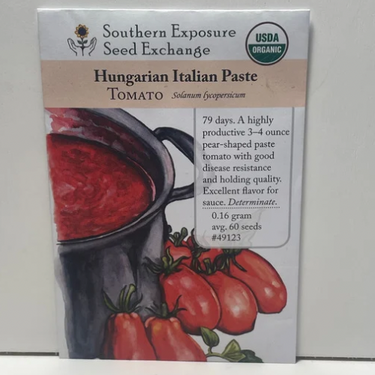 Southern Exposure
Seed Exchange
USDA
ORGANIC
Hungarian Italian Paste
TOMATO Solanum lycopersicum
79 days. A highly
productive 3–4 ounce
pear-shaped paste
tomato with good
disease resistance
and holding quality.
Excellent flavor for
sauce. Determinate.
0.16 gram
avg. 60 seeds
#49123